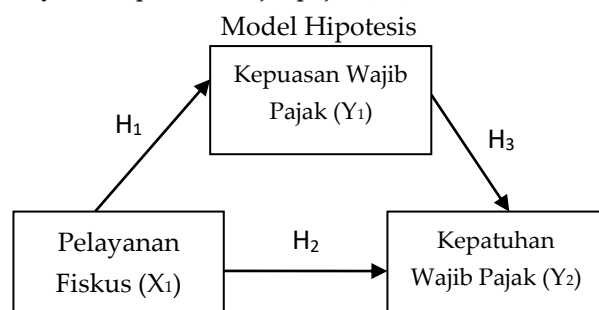 Model Hipotesis
Kepuasan Wajib
Pajak (Y₁)
H₁
H₃
Pelayanan
Fiskus (X₁)
H₂
Kepatuhan
Wajib Pajak (Y₂)